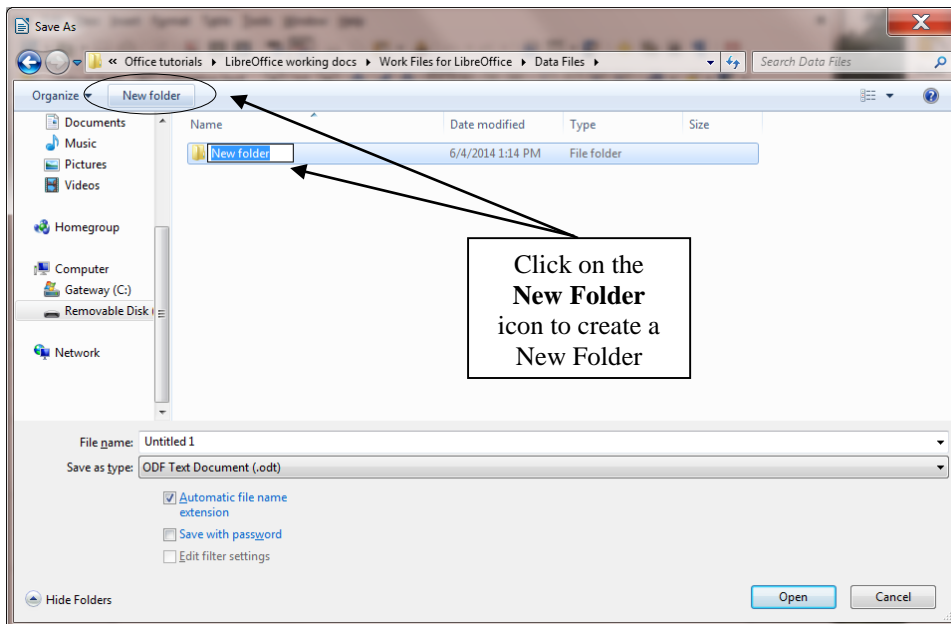 Save As
« Office tutorials ▸ LibreOffice working docs ▸ Work Files for LibreOffice ▸ Data Files ▸
Search Data Files
Organize ▾ New folder
Documents
Music
Pictures
Videos
Homegroup
Computer
Gateway (C:)
Removable Disk (
Network
Name Date modified Type Size
New folder 6/4/2014 1:14 PM File folder
Click on the
New Folder
icon to create a
New Folder
File name: Untitled 1
Save as type: ODF Text Document (.odt)
Automatic file name
extension
Save with password
Edit filter settings
Hide Folders
Open Cancel